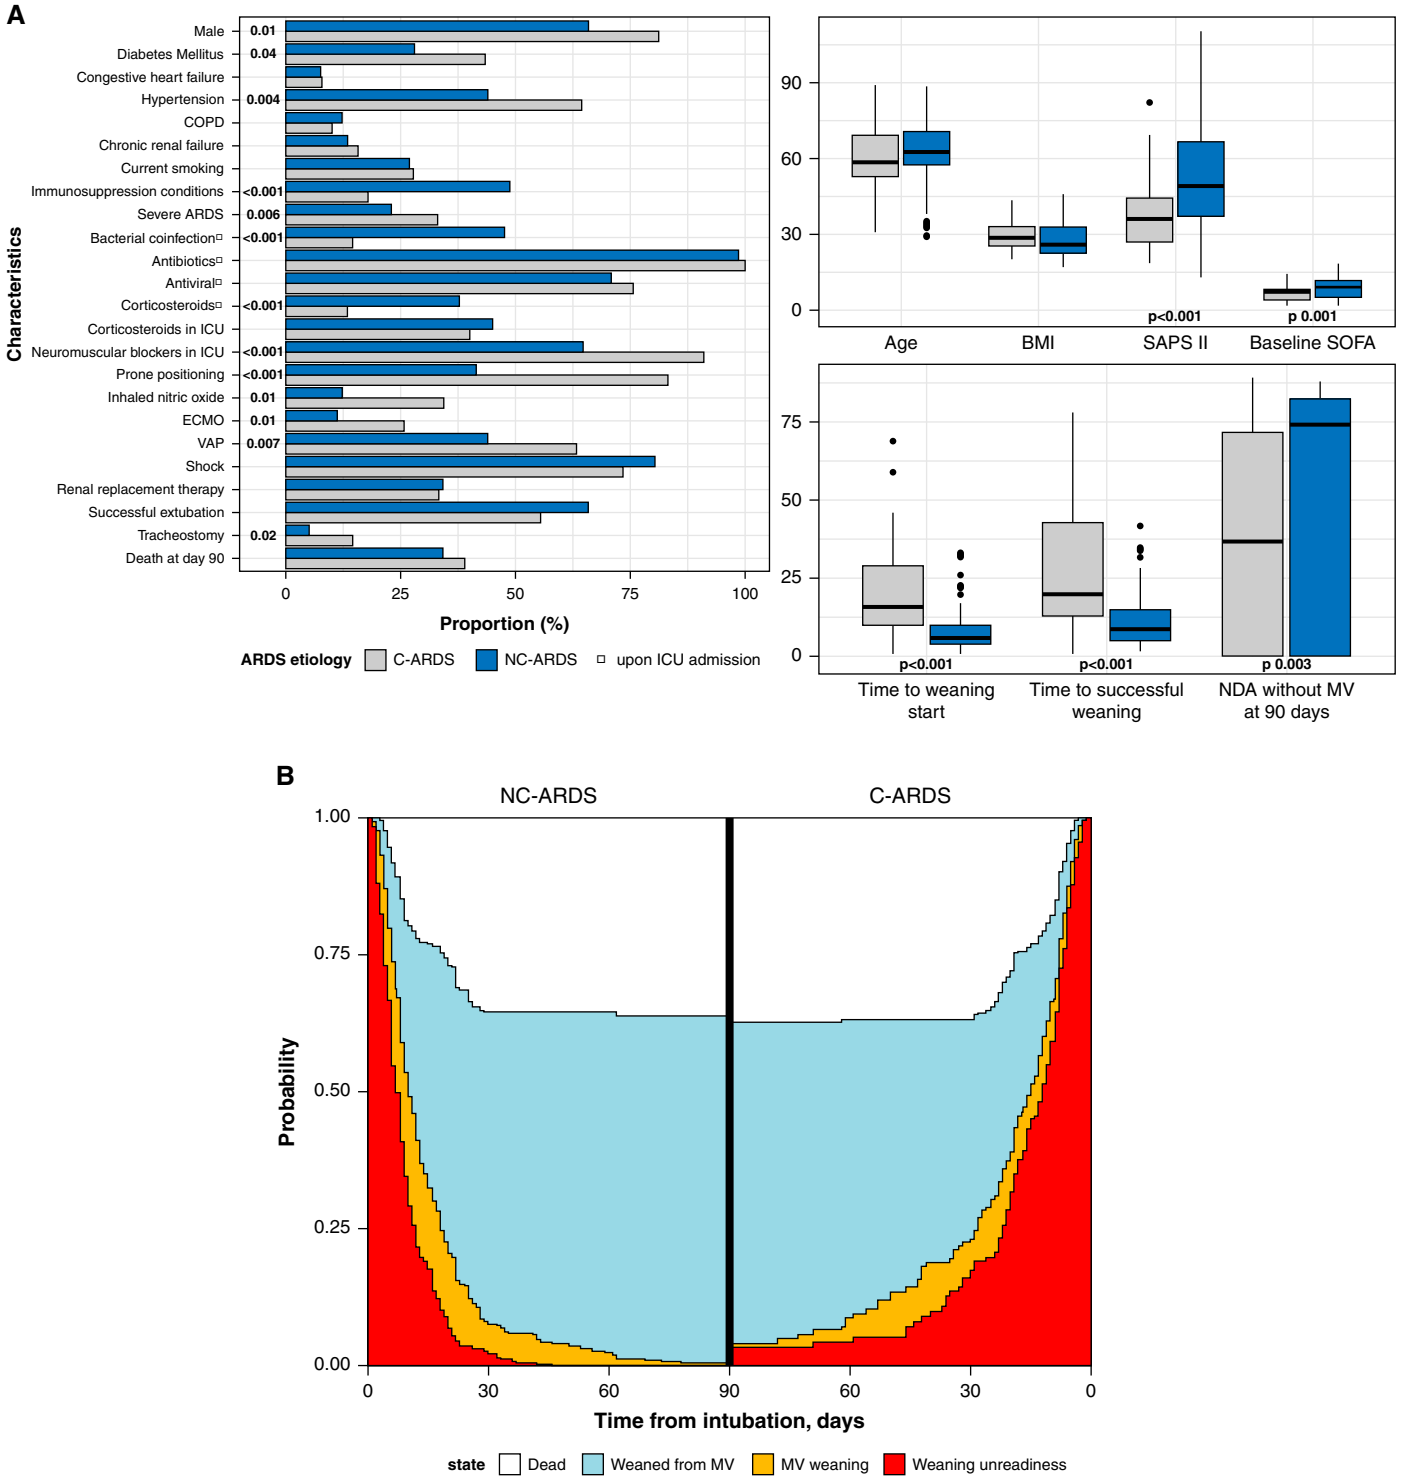 A
Characteristics
Male 0.01
Diabetes Mellitus 0.04
Congestive heart failure
Hypertension 0.004
COPD
Chronic renal failure
Current smoking
Immunosuppression conditions <0.001
Severe ARDS 0.006
Bacterial coinfection□ <0.001
Antibiotics□
Antiviral□
Corticosteroids□ <0.001
Corticosteroids in ICU
Neuromuscular blockers in ICU <0.001
Prone positioning <0.001
Inhaled nitric oxide 0.01
ECMO 0.01
VAP 0.007
Shock
Renal replacement therapy
Successful extubation
Tracheostomy 0.02
Death at day 90
0 25 50 75 100
Proportion (%)
ARDS etiology C-ARDS NC-ARDS □ upon ICU admission
90
60
30
0
p<0.001 p 0.001
Age BMI SAPS II Baseline SOFA
75
50
25
0
p<0.001 p<0.001 p 0.003
Time to weaning start
Time to successful weaning
NDA without MV at 90 days
B
NC-ARDS C-ARDS
Probability
1.00
0.75
0.50
0.25
0.00
0 30 60 90 60 30 0
Time from intubation, days
state Dead Weaned from MV MV weaning Weaning unreadiness